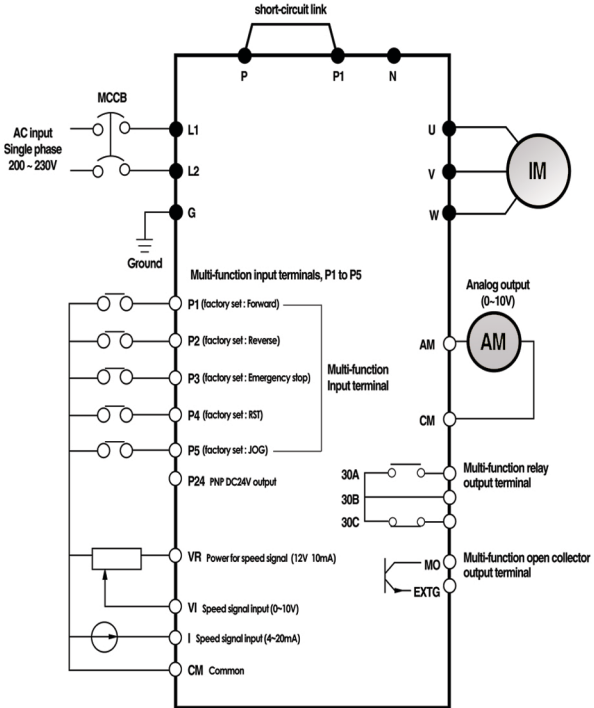 short-circuit link
P P1 N
MCCB
AC input
Single phase
200 ~ 230V
L1
L2
G
Ground
U
V
W
IM
Multi-function input terminals, P1 to P5
P1 (factory set : Forward)
P2 (factory set : Reverse)
P3 (factory set : Emergency stop)
P4 (factory set : RST)
P5 (factory set : JOG)
Multi-function
Input terminal
P24 PNP DC24V output
VR Power for speed signal (12V 10mA)
VI Speed signal input (0~10V)
I Speed signal input (4~20mA)
CM Common
Analog output
(0~10V)
AM
AM
CM
30A
30B
30C
Multi-function relay
output terminal
MO
EXTG
Multi-function open collector
output terminal